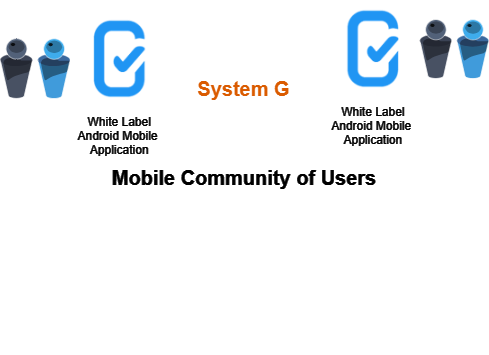 System G
White Label
Android Mobile
Application
White Label
Android Mobile
Application
Mobile Community of Users